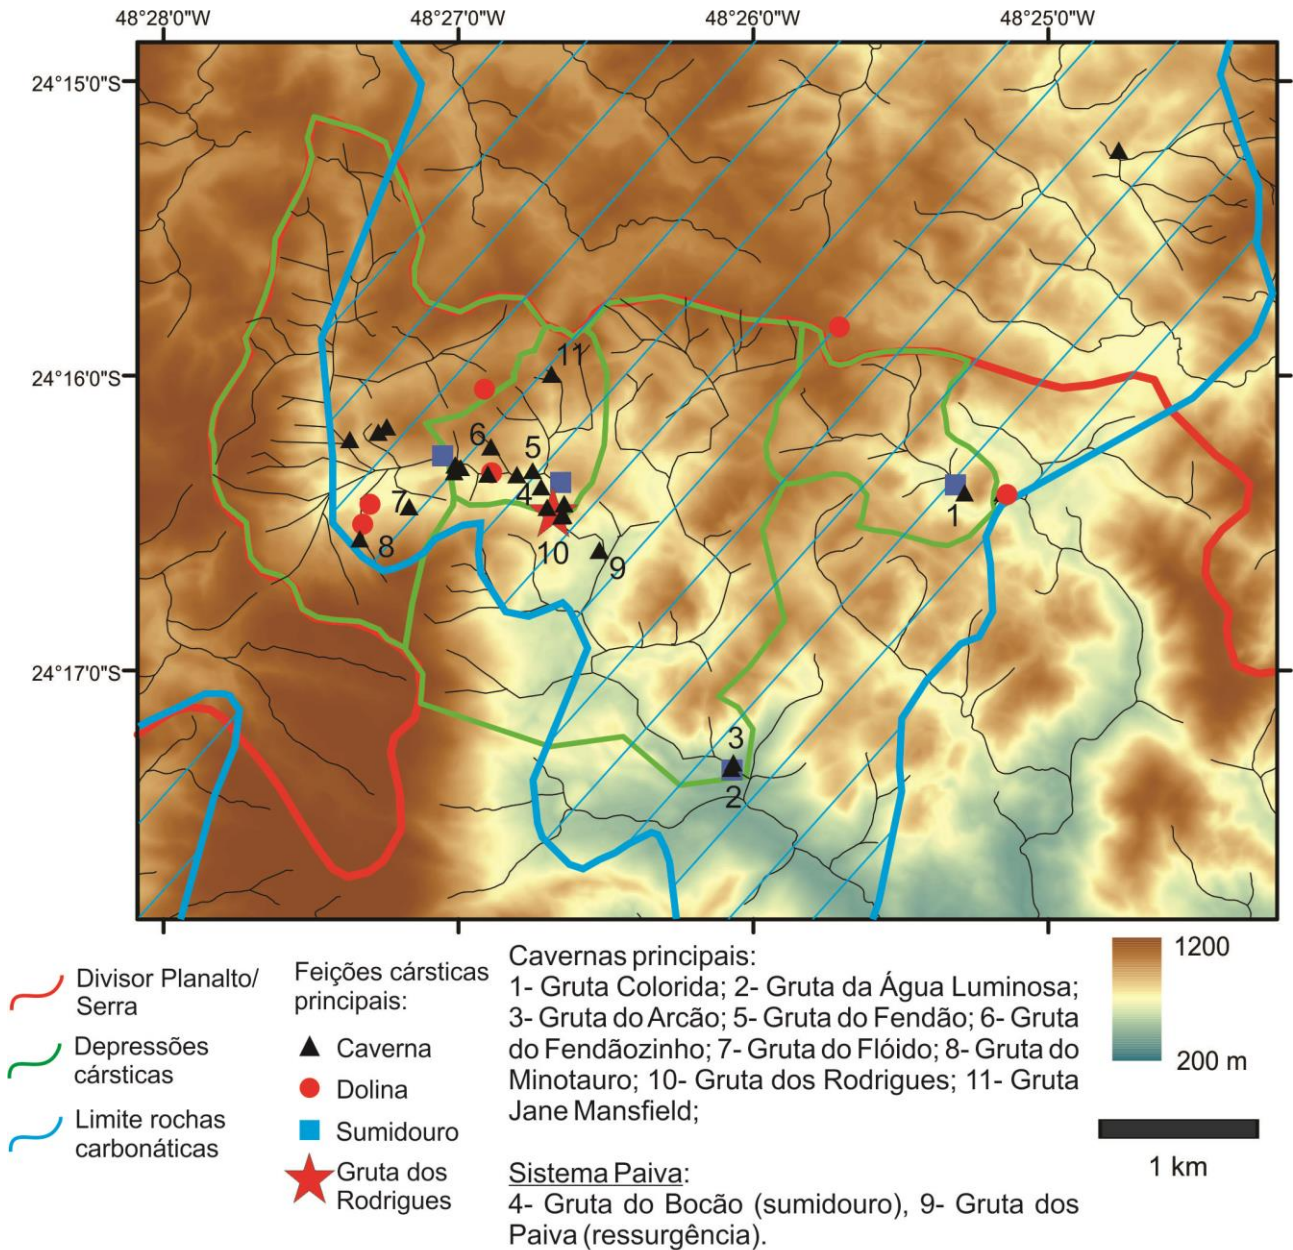 48°28'0"W
48°27'0"W
48°26'0"W
48°25'0"W
24°15'0"S
24°16'0"S
24°17'0"S
11
6
5
4
7
8
10
9
1
3
2
Divisor Planalto/
Serra
Depressões
cársticas
Limite rochas
carbonáticas
Feições cársticas
principais:
Caverna
Dolina
Sumidouro
Gruta dos
Rodrigues
Cavernas principais:
1- Gruta Colorida; 2- Gruta da Água Luminosa;
3- Gruta do Arcão; 5- Gruta do Fendão; 6- Gruta
do Fendãozinho; 7- Gruta do Flóido; 8- Gruta do
Minotauro; 10- Gruta dos Rodrigues; 11- Gruta
Jane Mansfield;
Sistema Paiva:
4- Gruta do Bocão (sumidouro), 9- Gruta dos
Paiva (ressurgência).
1200
200 m
1 km